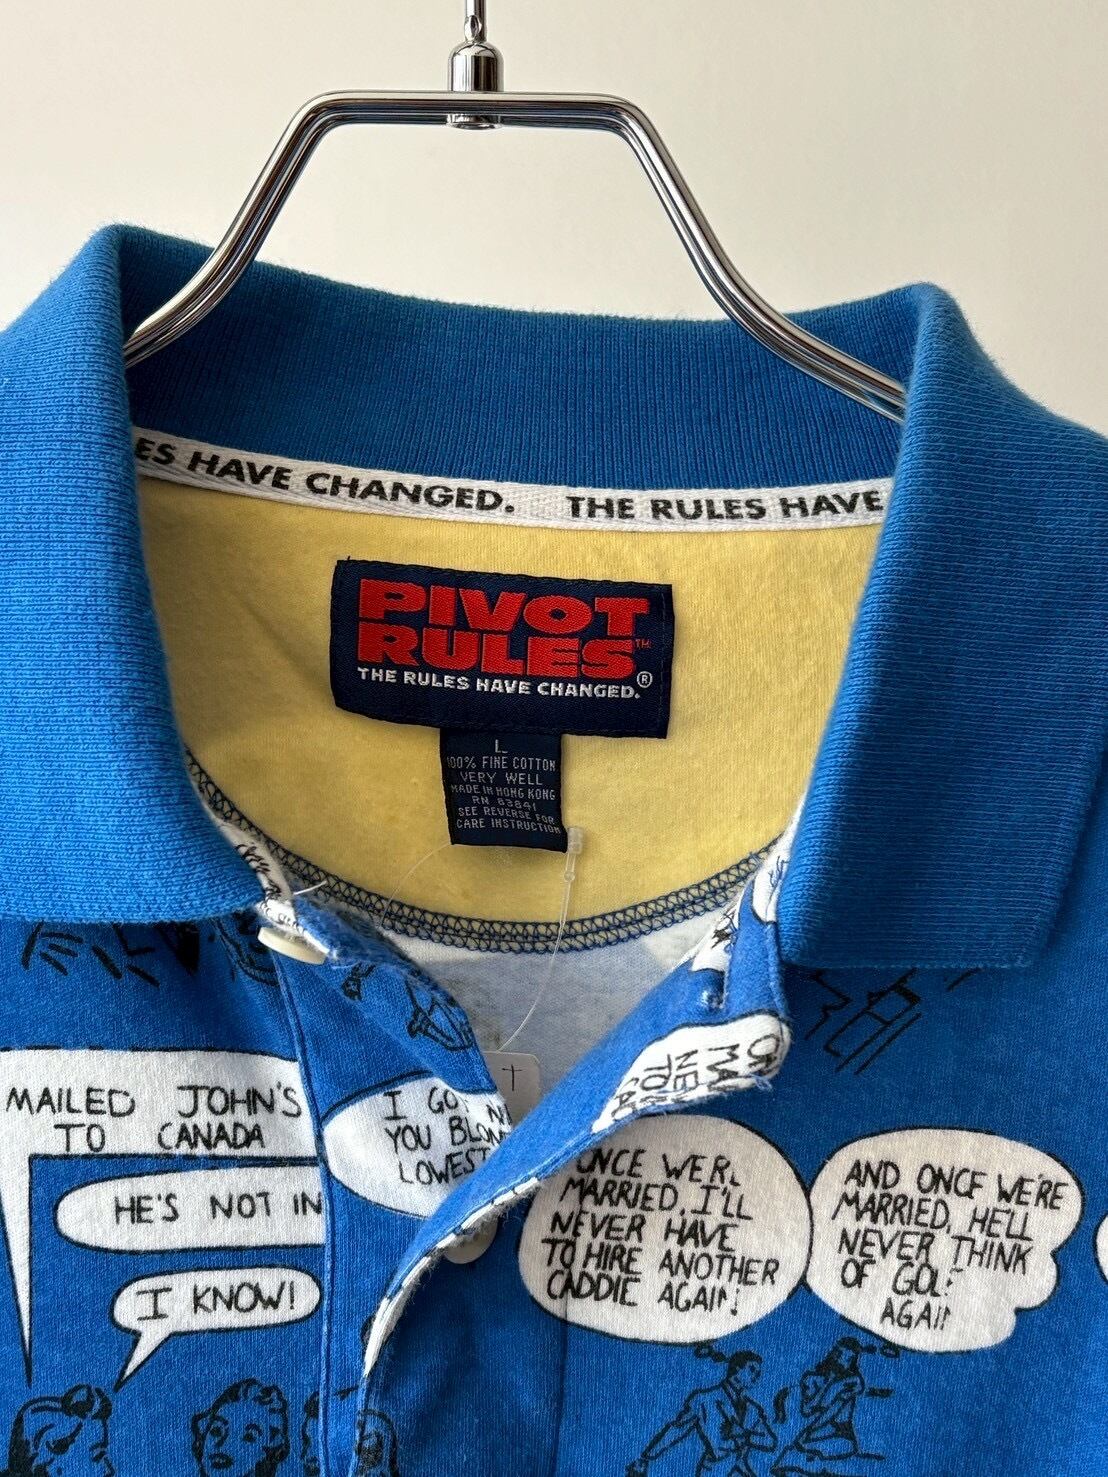 ES HAVE CHANGED. THE RULES HAVE
PIVOT
RULES™
THE RULES HAVE CHANGED.®
L
100% FINE COTTON
VERY WELL
MADE IN HONG KONG
RN 83841
SEE REVERSE FOR
CARE INSTRUCTION
MAILED JOHN'S
TO CANADA
HE'S NOT IN
I KNOW!
I GO
YOU BLON
LOWEST
ONCE WERE
MARRIED, I'LL
NEVER HAVE
TO HIRE ANOTHER
CADDIE AGAIN!
AND ONCE WE'RE
MARRIED, HE'LL
NEVER THINK
OF GOLF
AGAIN